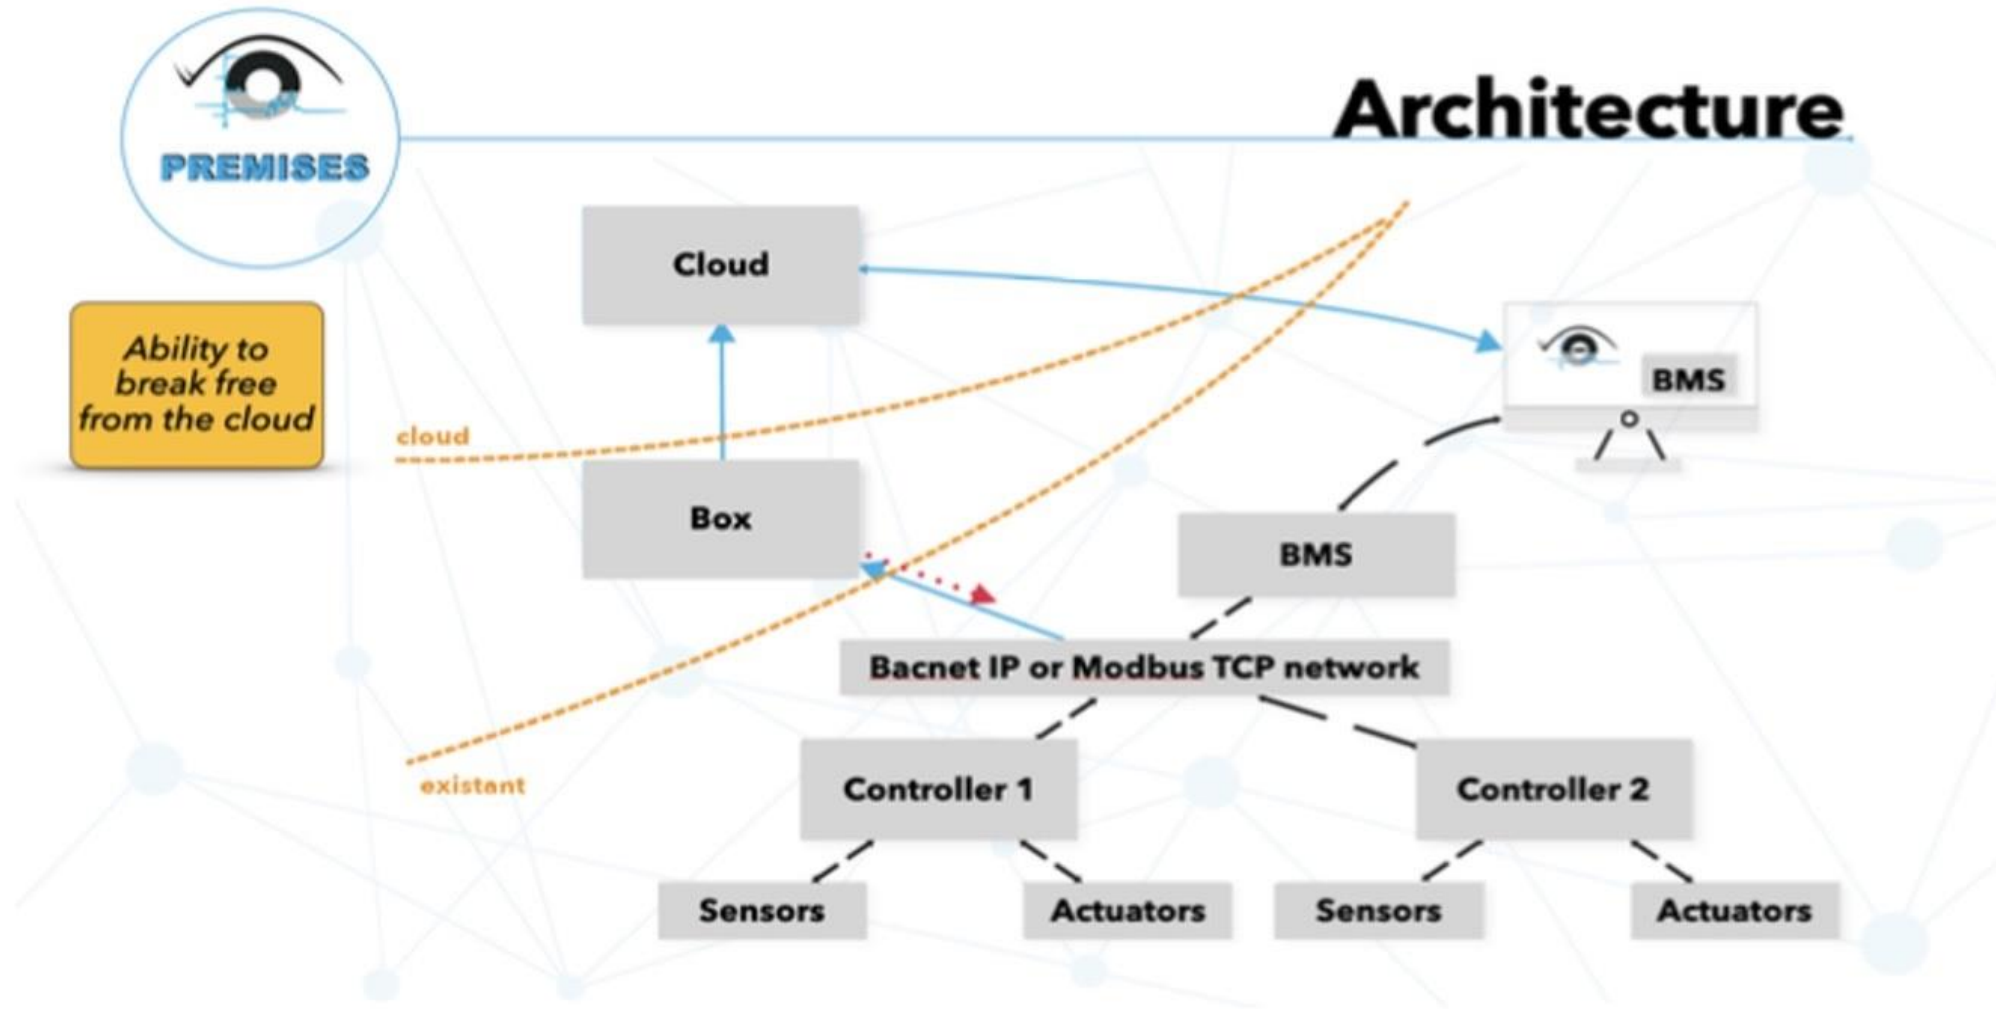 PREMISES
Architecture
Cloud
Ability to
break free
from the cloud
BMS
cloud
Box
BMS
Bacnet IP or Modbus TCP network
existant
Controller 1
Controller 2
Sensors
Actuators
Sensors
Actuators